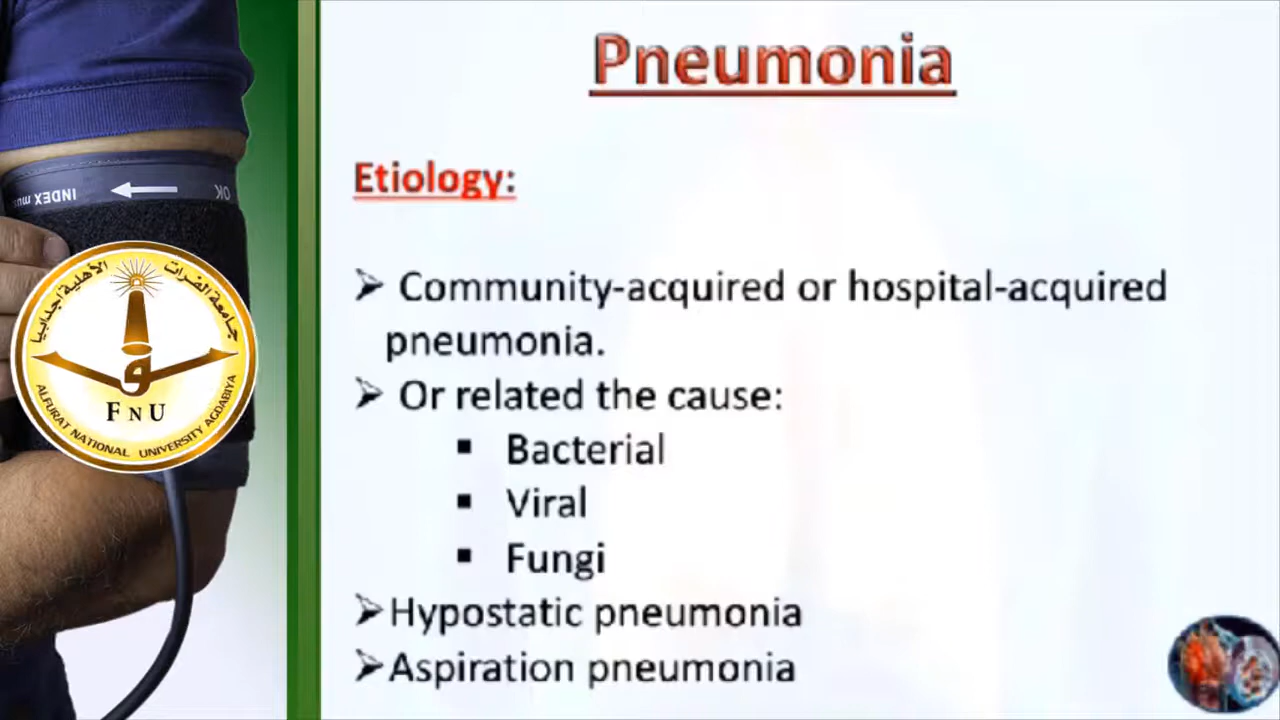 Pneumonia
Etiology:
➢ Community-acquired or hospital-acquired
pneumonia.
➢ Or related the cause:
▪ Bacterial
▪ Viral
▪ Fungi
➢Hypostatic pneumonia
➢Aspiration pneumonia
INDEX
OK
جامعة الفرات الأهلية اجدابيا
FNU
ALFURAT NATIONAL UNIVERSITY AGDABIYA